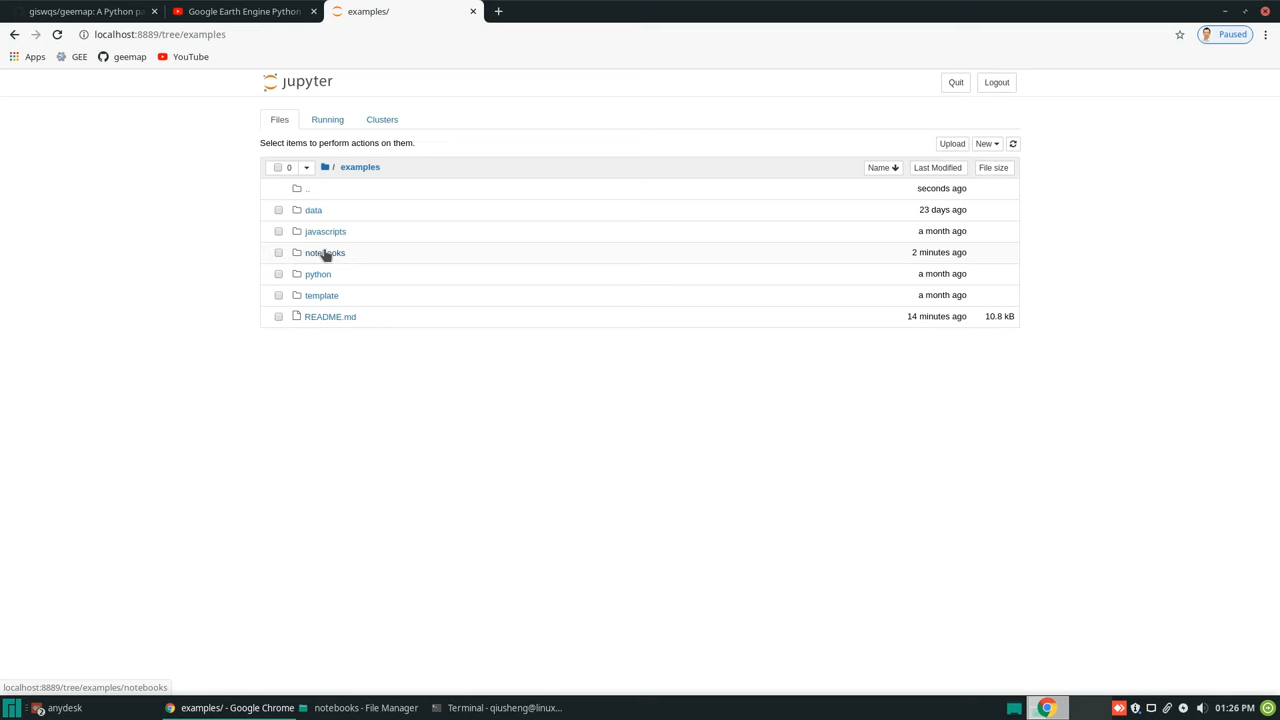 giswqs/geemap: A Python pa
Google Earth Engine Python
examples/
localhost:8889/tree/examples
Paused
Apps
GEE
geemap
YouTube
jupyter
Quit
Logout
Files
Running
Clusters
Select items to perform actions on them.
Upload
New
0
/ examples
Name
Last Modified
File size
..
seconds ago
data
23 days ago
javascripts
a month ago
notebooks
2 minutes ago
python
a month ago
template
a month ago
README.md
14 minutes ago
10.8 kB
localhost:8889/tree/examples/notebooks
anydesk
examples/ - Google Chrome
notebooks - File Manager
Terminal - qiusheng@linux...
01:26 PM